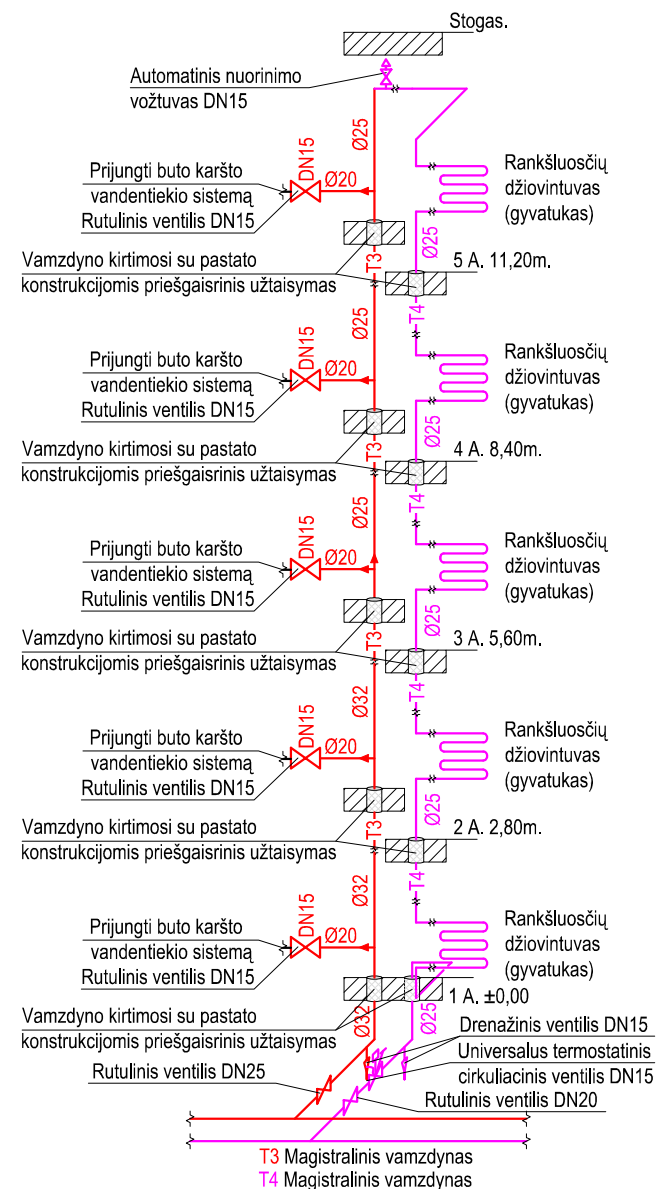 Stogas.
Automatinis nuorinimo
vožtuvas DN15
Ø25
DN15
Prijungti buto karšto
vandentiekio sistemą
Rutulinis ventilis DN15
Ø20
Rankšluosčių
džiovintuvas
(gyvatukas)
Ø25
Vamzdyno kirtimosi su pastato
konstrukcijomis priešgaisrinis užtaisymas
T3
5 A. 11,20m.
T4
Ø25
DN15
Prijungti buto karšto
vandentiekio sistemą
Rutulinis ventilis DN15
Ø20
Rankšluosčių
džiovintuvas
(gyvatukas)
Ø25
Vamzdyno kirtimosi su pastato
konstrukcijomis priešgaisrinis užtaisymas
T3
4 A. 8,40m.
T4
Ø25
DN15
Prijungti buto karšto
vandentiekio sistemą
Rutulinis ventilis DN15
Ø20
Rankšluosčių
džiovintuvas
(gyvatukas)
Ø25
Vamzdyno kirtimosi su pastato
konstrukcijomis priešgaisrinis užtaisymas
T3
3 A. 5,60m.
T4
Ø32
DN15
Prijungti buto karšto
vandentiekio sistemą
Rutulinis ventilis DN15
Ø20
Rankšluosčių
džiovintuvas
(gyvatukas)
Ø25
Vamzdyno kirtimosi su pastato
konstrukcijomis priešgaisrinis užtaisymas
T3
2 A. 2,80m.
T4
Ø32
DN15
Prijungti buto karšto
vandentiekio sistemą
Rutulinis ventilis DN15
Ø20
Rankšluosčių
džiovintuvas
(gyvatukas)
1 A. ±0,00
Vamzdyno kirtimosi su pastato
konstrukcijomis priešgaisrinis užtaisymas
Ø32
Ø25
Drenažinis ventilis DN15
Universalus termostatinis
cirkuliacinis ventilis DN15
Rutulinis ventilis DN25
Rutulinis ventilis DN20
T3 Magistralinis vamzdynas
T4 Magistralinis vamzdynas